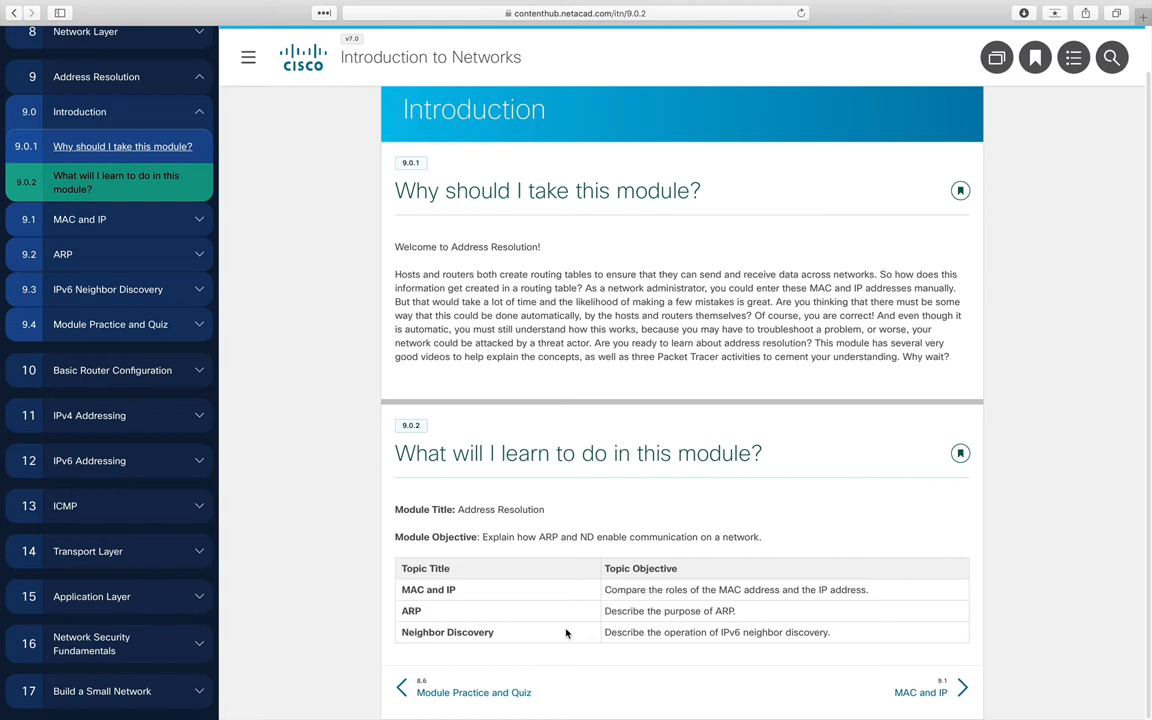 contenthub.netacad.com/itn/9.0.2
8 Network Layer
9 Address Resolution
9.0 Introduction
9.0.1 Why should I take this module?
9.0.2 What will I learn to do in this
module?
9.1 MAC and IP
9.2 ARP
9.3 IPv6 Neighbor Discovery
9.4 Module Practice and Quiz
10 Basic Router Configuration
11 IPv4 Addressing
12 IPv6 Addressing
13 ICMP
14 Transport Layer
15 Application Layer
16 Network Security
Fundamentals
17 Build a Small Network
CISCO
v7.0
Introduction to Networks
Introduction
9.0.1
Why should I take this module?
Welcome to Address Resolution!
Hosts and routers both create routing tables to ensure that they can send and receive data across networks. So how does this
information get created in a routing table? As a network administrator, you could enter these MAC and IP addresses manually.
But that would take a lot of time and the likelihood of making a few mistakes is great. Are you thinking that there must be some
way that this could be done automatically, by the hosts and routers themselves? Of course, you are correct! And even though it
is automatic, you must still understand how this works, because you may have to troubleshoot a problem, or worse, your
network could be attacked by a threat actor. Are you ready to learn about address resolution? This module has several very
good videos to help explain the concepts, as well as three Packet Tracer activities to cement your understanding. Why wait?
9.0.2
What will I learn to do in this module?
Module Title: Address Resolution
Module Objective: Explain how ARP and ND enable communication on a network.
Topic Title Topic Objective
MAC and IP Compare the roles of the MAC address and the IP address.
ARP Describe the purpose of ARP.
Neighbor Discovery Describe the operation of IPv6 neighbor discovery.
8.6
Module Practice and Quiz
9.1
MAC and IP